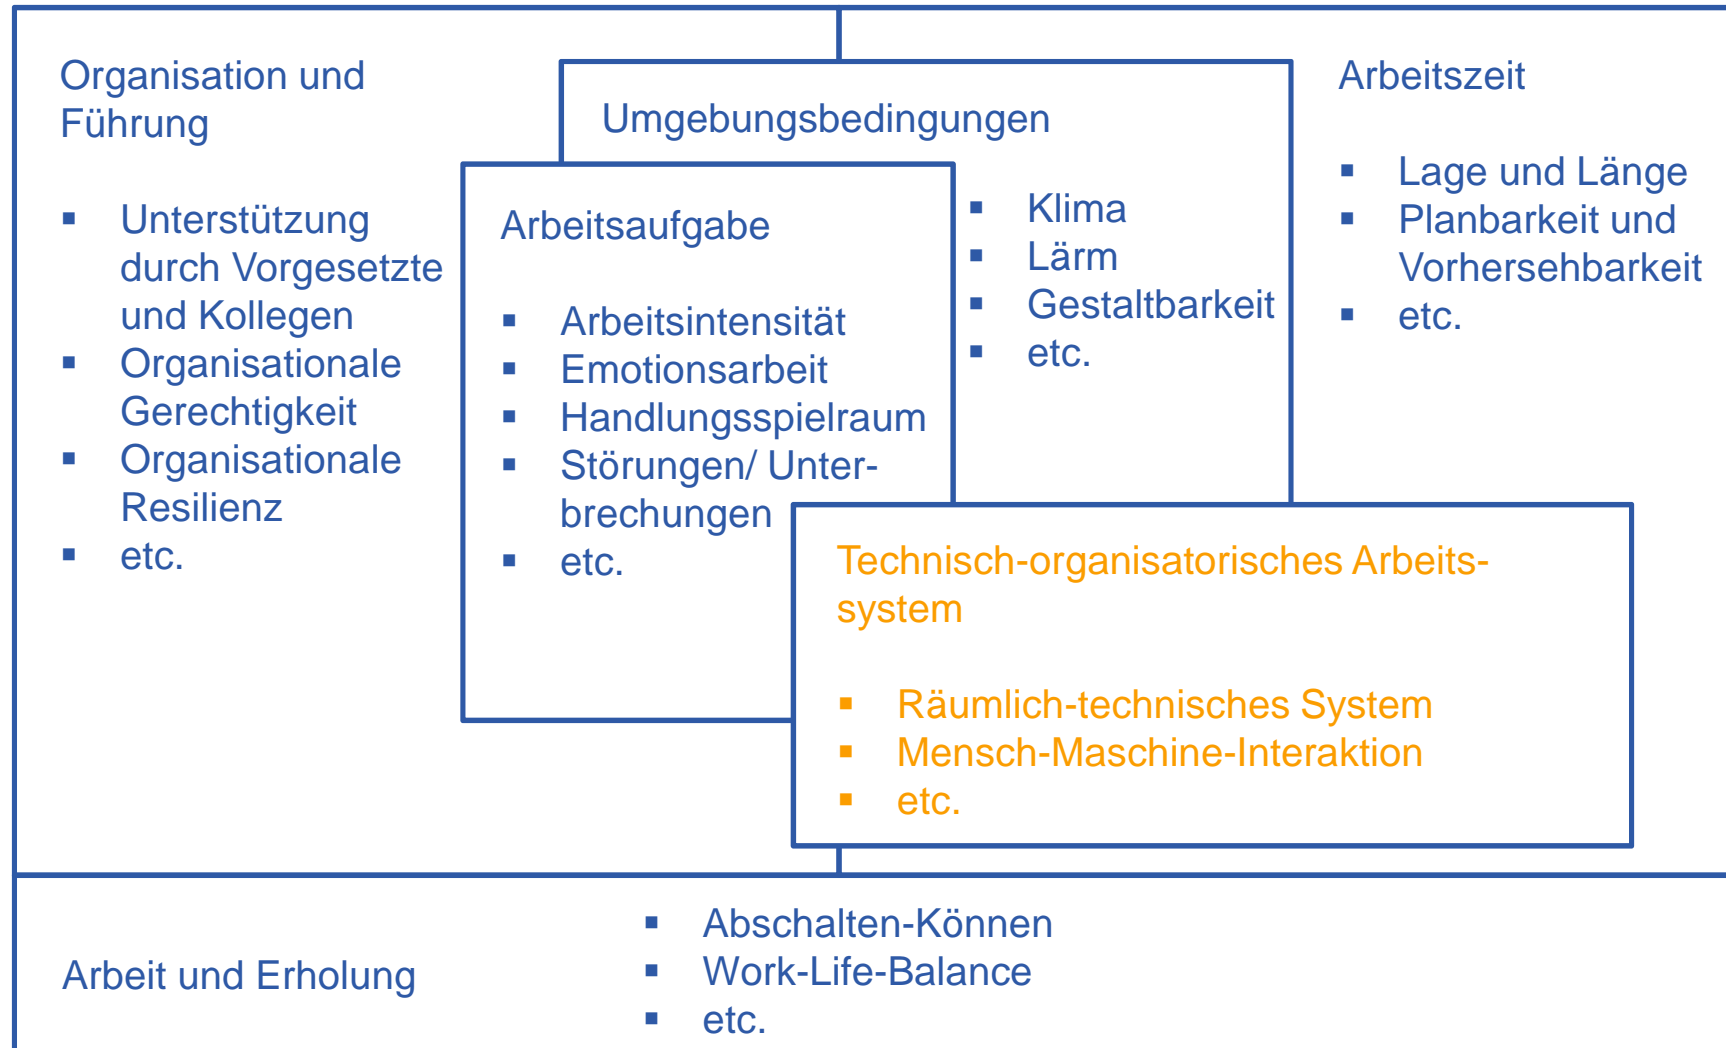 Organisation und
Führung
▪ Unterstützung
durch Vorgesetzte
und Kollegen
▪ Organisationale
Gerechtigkeit
▪ Organisationale
Resilienz
▪ etc.
Umgebungsbedingungen
▪ Klima
▪ Lärm
▪ Gestaltbarkeit
▪ etc.
Arbeitszeit
▪ Lage und Länge
▪ Planbarkeit und
Vorhersehbarkeit
▪ etc.
Arbeitsaufgabe
▪ Arbeitsintensität
▪ Emotionsarbeit
▪ Handlungsspielraum
▪ Störungen/ Unter-
brechungen
▪ etc.
Technisch-organisatorisches Arbeits-
system
▪ Räumlich-technisches System
▪ Mensch-Maschine-Interaktion
▪ etc.
Arbeit und Erholung
▪ Abschalten-Können
▪ Work-Life-Balance
▪ etc.